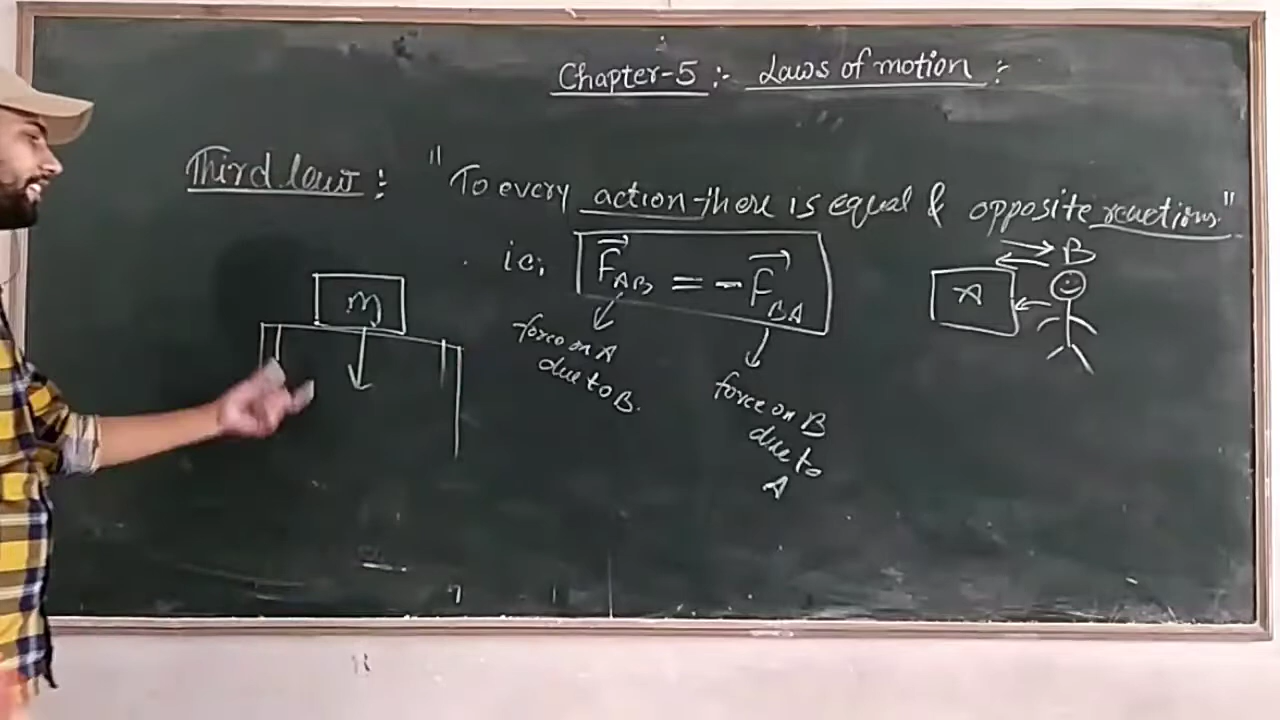 Chapter-5 :- Laws of motion :-
Third law : "To every action there is equal & opposite reactions."
ie, F⃗AB = -F⃗BA
force on A
due to B.
force on B
due to
A
m
A
B